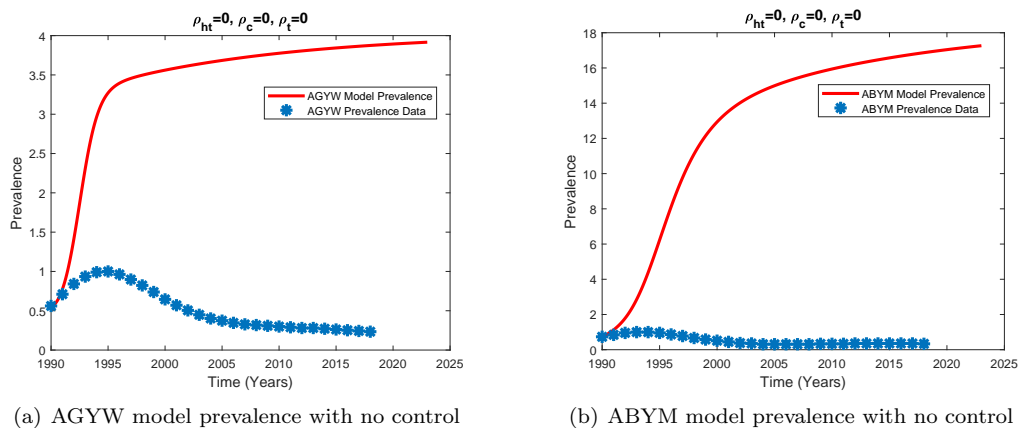 ρht=0, ρc=0, ρt=0
4
3.5
3
2.5
2
1.5
1
0.5
0
Prevalence
AGYW Model Prevalence
AGYW Prevalence Data
1990 1995 2000 2005 2010 2015 2020 2025
Time (Years)
(a) AGYW model prevalence with no control
ρht=0, ρc=0, ρt=0
18
16
14
12
10
8
6
4
2
0
Prevalence
ABYM Model Prevalence
ABYM Prevalence Data
1990 1995 2000 2005 2010 2015 2020 2025
Time (Years)
(b) ABYM model prevalence with no control